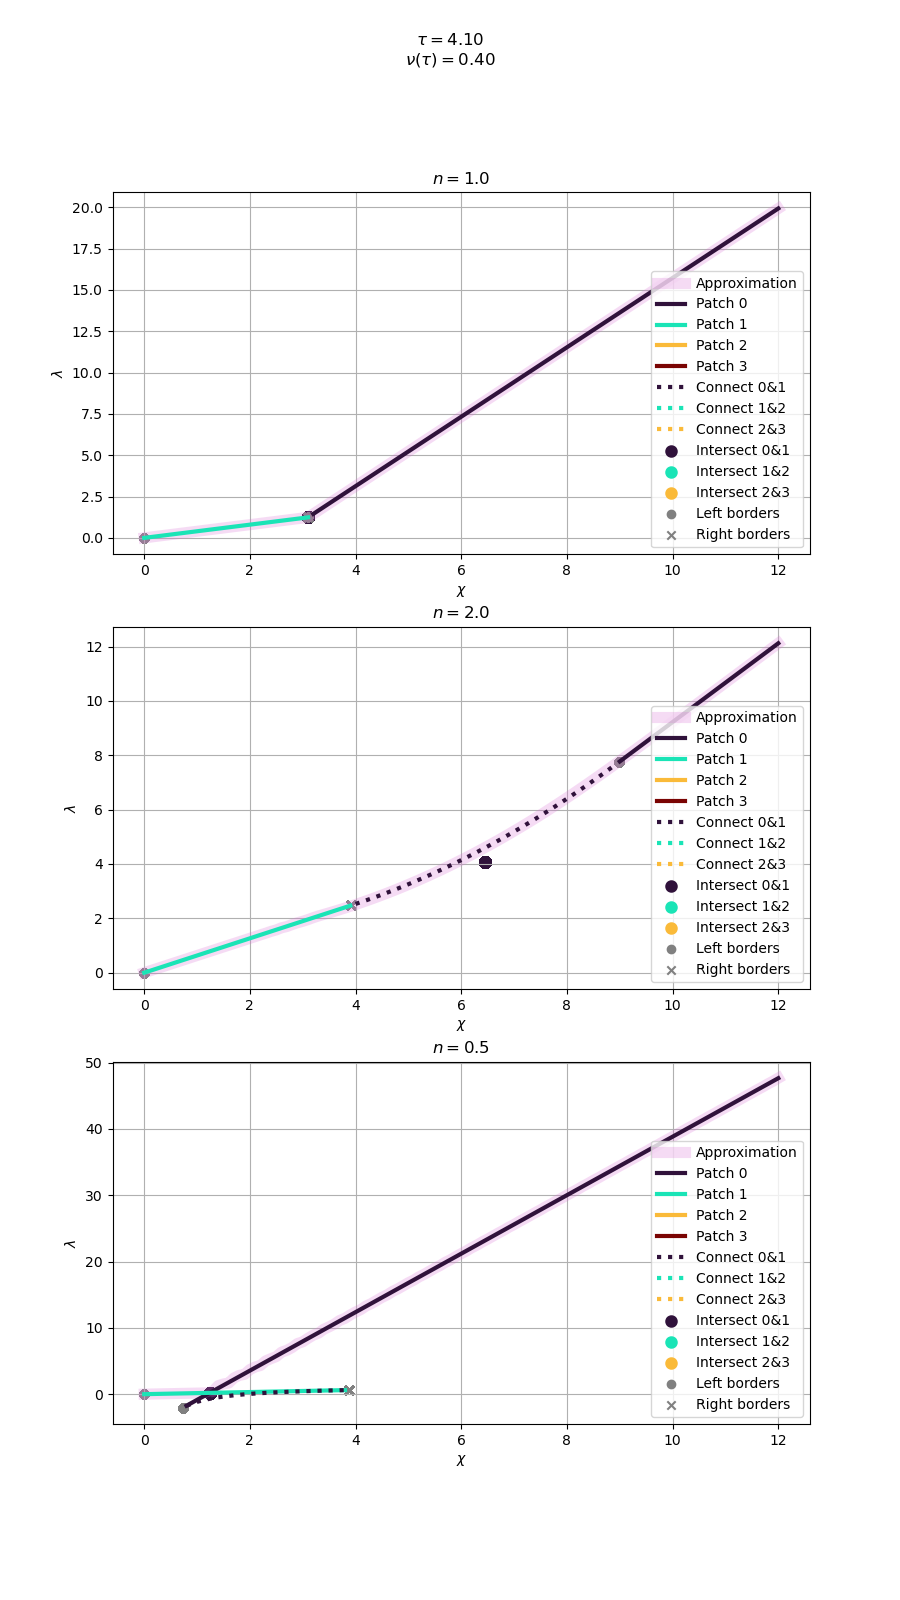 τ = 4.10
ν(τ) = 0.40
n = 1.0
20.0
17.5
15.0
12.5
10.0
7.5
5.0
2.5
0.0
λ
Approximation
Patch 0
Patch 1
Patch 2
Patch 3
Connect 0&1
Connect 1&2
Connect 2&3
Intersect 0&1
Intersect 1&2
Intersect 2&3
Left borders
Right borders
0 2 4 6 8 10 12
χ
n = 2.0
12
10
8
6
4
2
0
λ
Approximation
Patch 0
Patch 1
Patch 2
Patch 3
Connect 0&1
Connect 1&2
Connect 2&3
Intersect 0&1
Intersect 1&2
Intersect 2&3
Left borders
Right borders
0 2 4 6 8 10 12
χ
n = 0.5
50
40
30
20
10
0
λ
Approximation
Patch 0
Patch 1
Patch 2
Patch 3
Connect 0&1
Connect 1&2
Connect 2&3
Intersect 0&1
Intersect 1&2
Intersect 2&3
Left borders
Right borders
0 2 4 6 8 10 12
χ